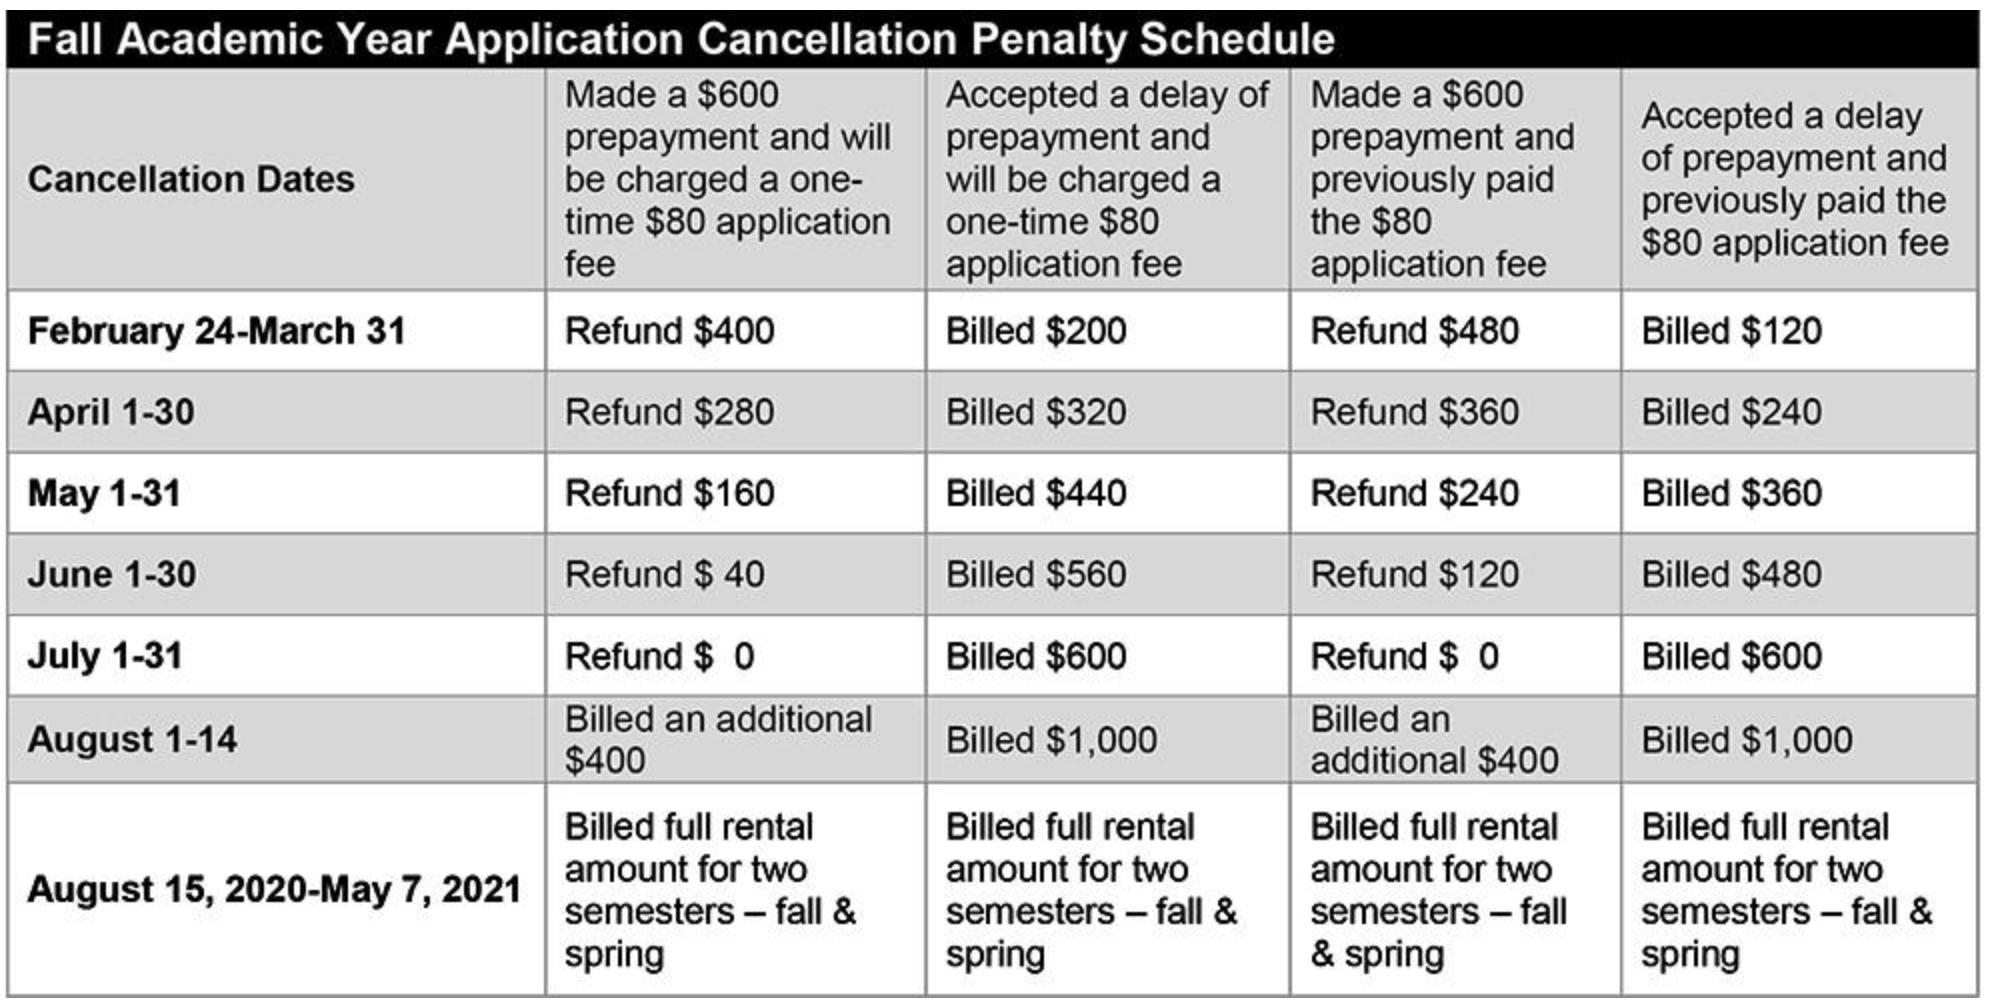 Fall Academic Year Application Cancellation Penalty Schedule
Cancellation Dates
Made a $600
prepayment and will
be charged a one-
time $80 application
fee
Accepted a delay of
prepayment and
will be charged a
one-time $80
application fee
Made a $600
prepayment and
previously paid
the $80
application fee
Accepted a delay
of prepayment and
previously paid the
$80 application fee
February 24-March 31
Refund $400
Billed $200
Refund $480
Billed $120
April 1-30
Refund $280
Billed $320
Refund $360
Billed $240
May 1-31
Refund $160
Billed $440
Refund $240
Billed $360
June 1-30
Refund $ 40
Billed $560
Refund $120
Billed $480
July 1-31
Refund $  0
Billed $600
Refund $  0
Billed $600
August 1-14
Billed an additional
$400
Billed $1,000
Billed an
additional $400
Billed $1,000
August 15, 2020-May 7, 2021
Billed full rental
amount for two
semesters – fall &
spring
Billed full rental
amount for two
semesters – fall &
spring
Billed full rental
amount for two
semesters – fall
& spring
Billed full rental
amount for two
semesters – fall &
spring